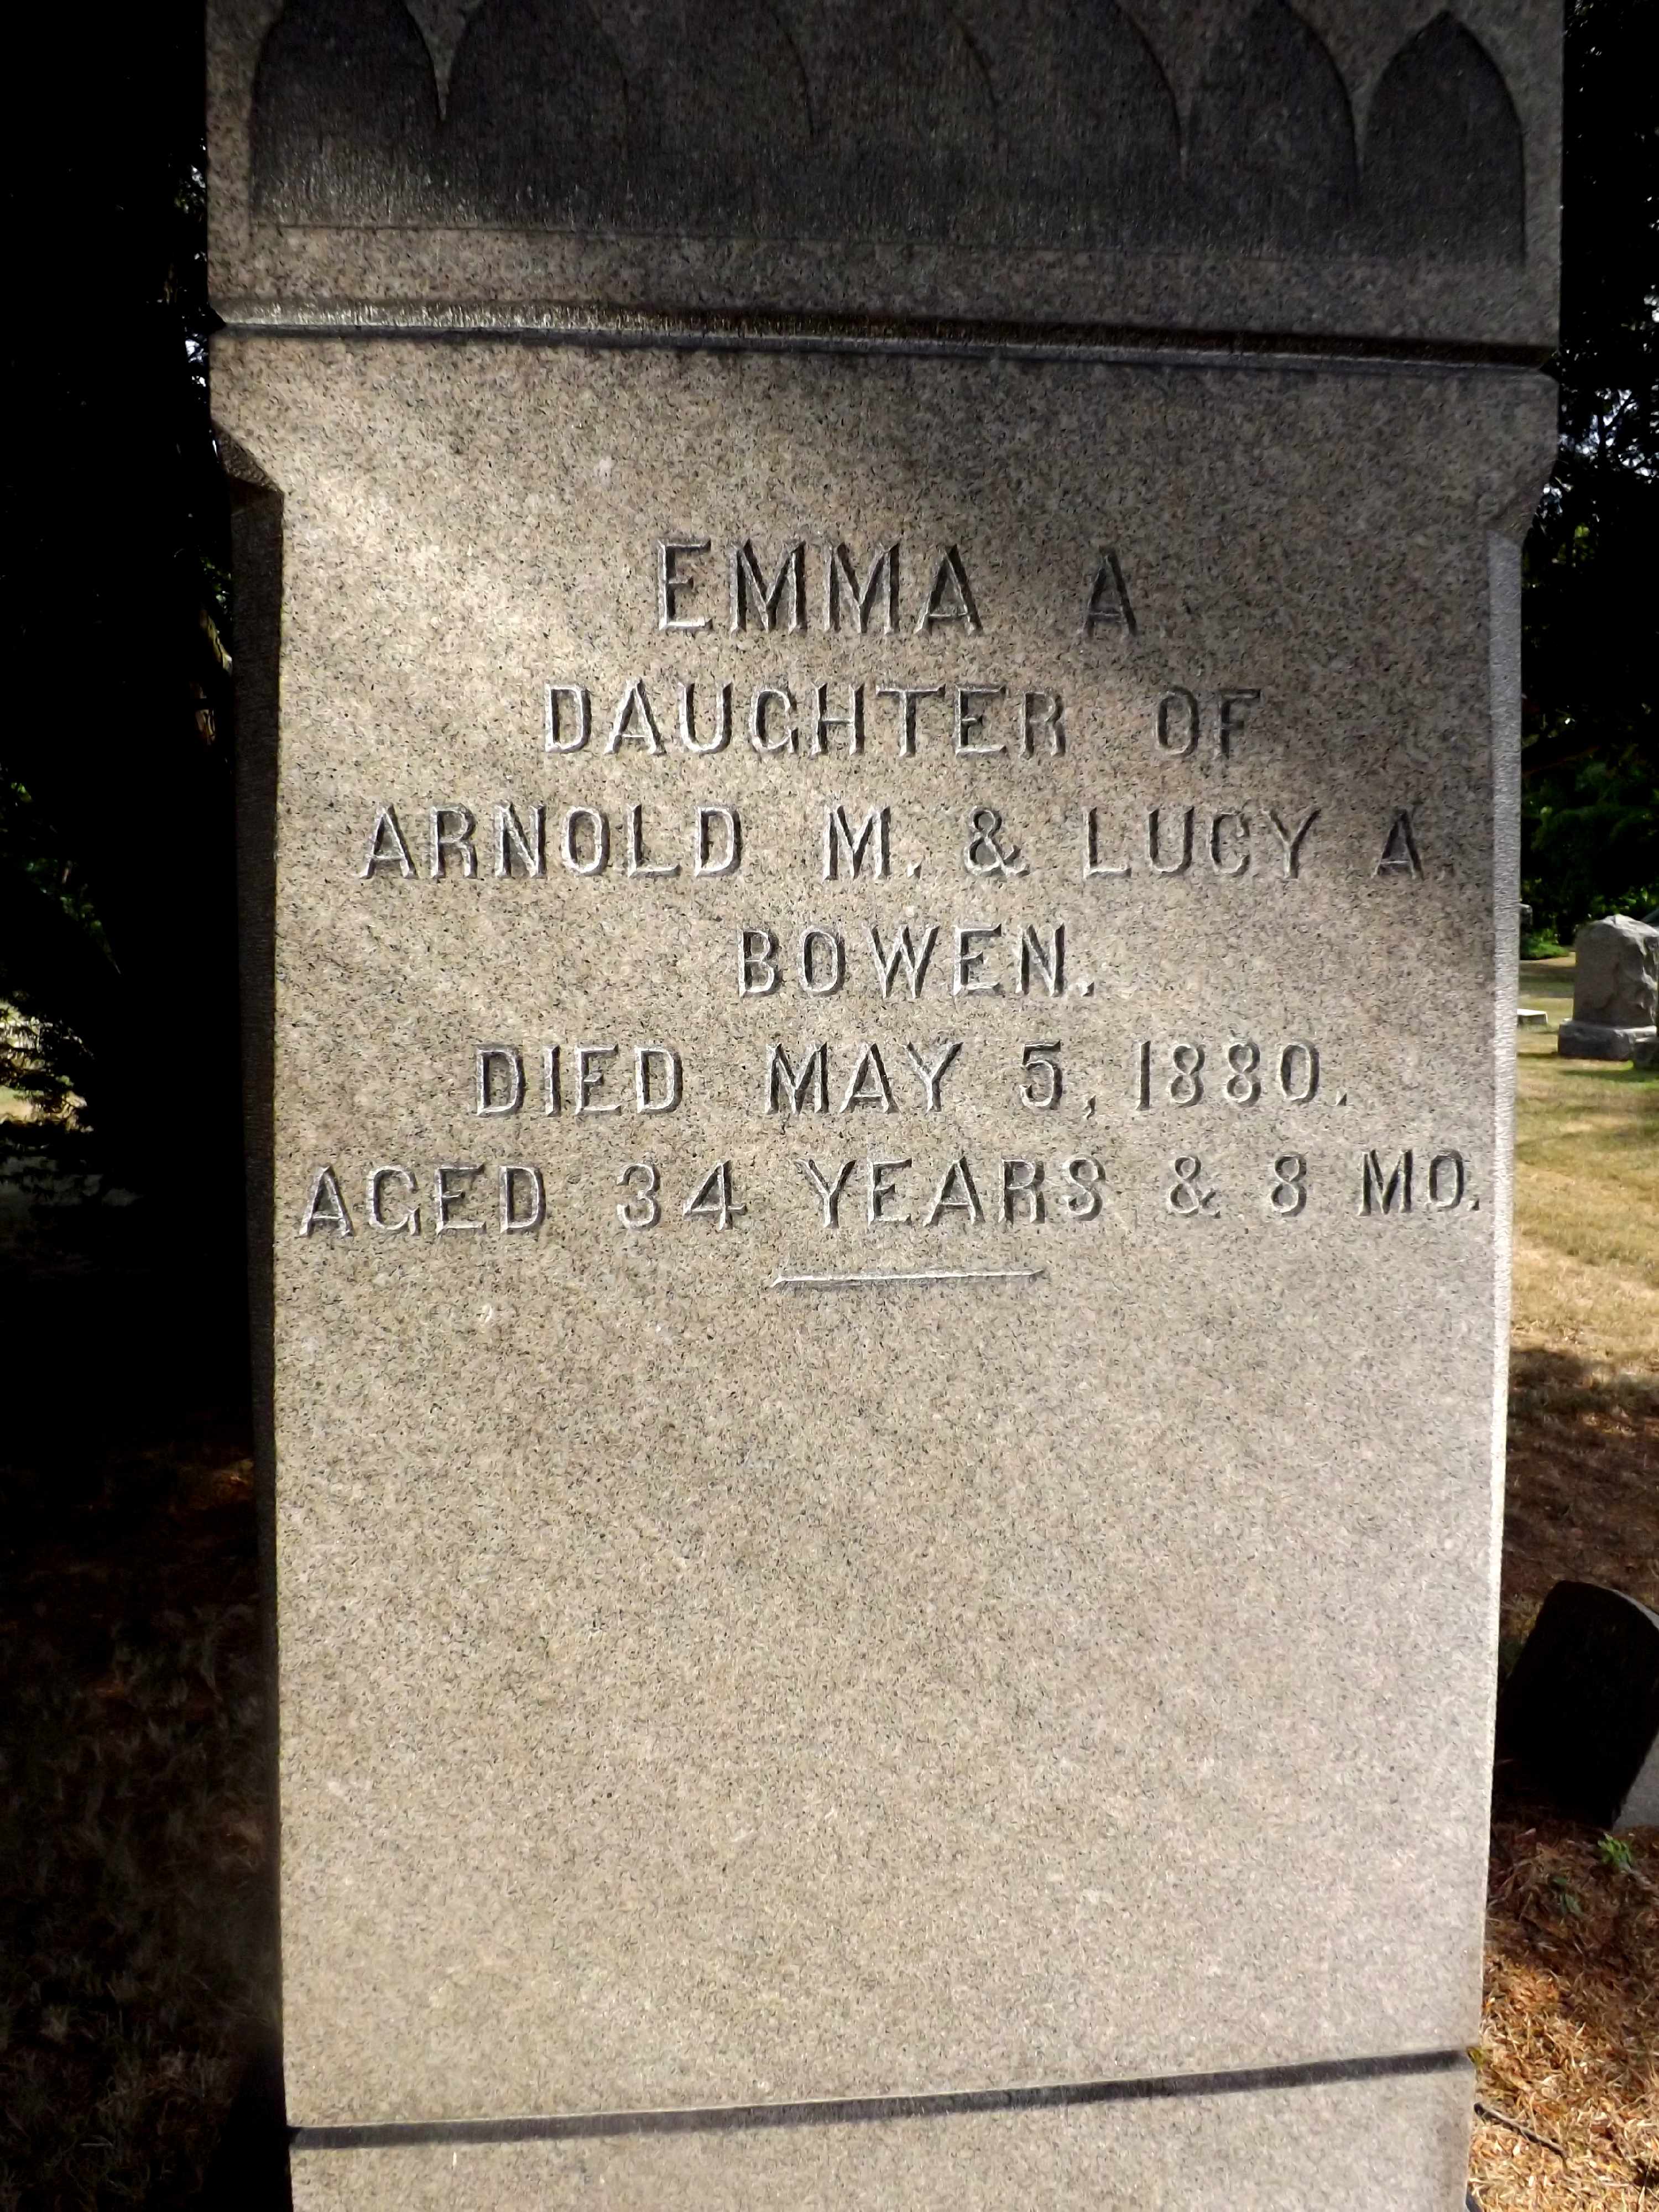 EMMA A
DAUGHTER OF
ARNOLD M. & LUCY A.
BOWEN.
DIED MAY 5, 1880.
AGED 34 YEARS & 8 MO.